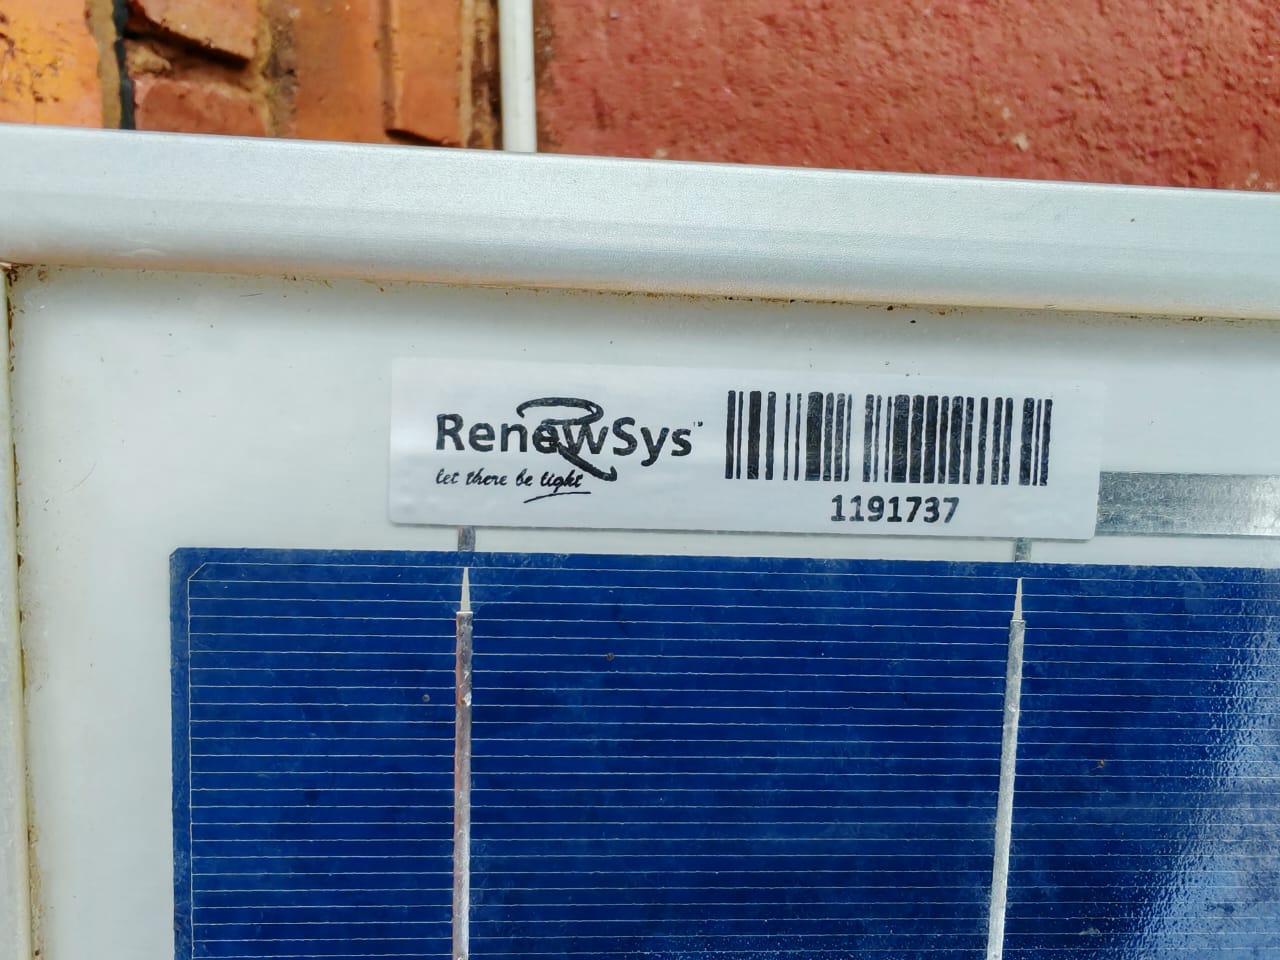 RenewSys™
let there be light
1191737